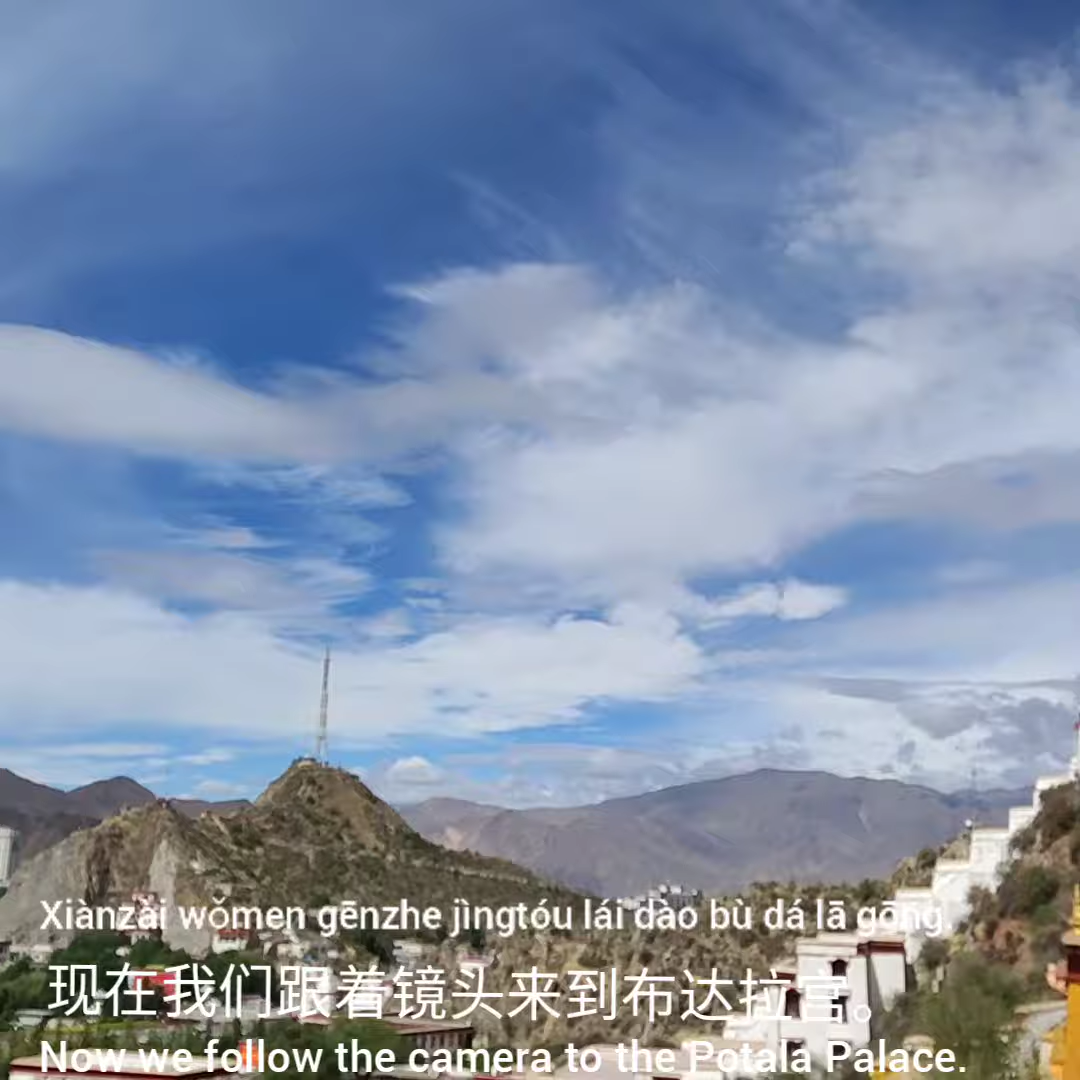 Xiànzài wǒmen gēnzhe jìngtóu lái dào bù dá lā gōng.
现在我们跟着镜头来到布达拉宫。
Now we follow the camera to the Potala Palace.